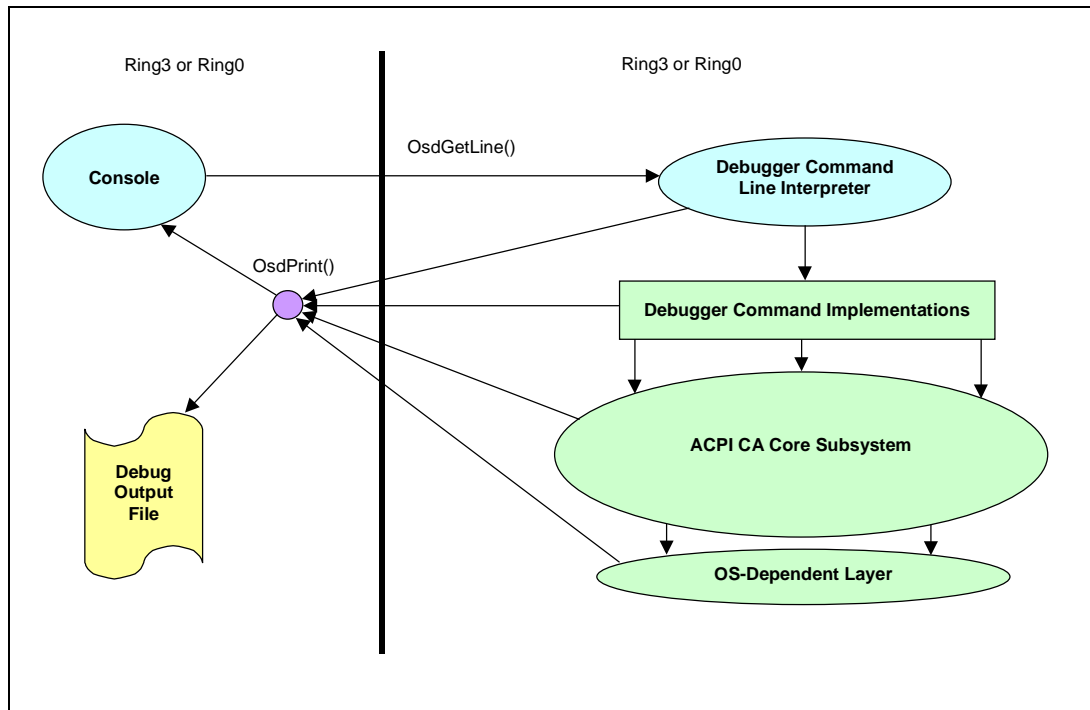 Ring3 or Ring0
Ring3 or Ring0
OsdGetLine()
Console
Debugger Command
Line Interpreter
OsdPrint()
Debugger Command Implementations
ACPI CA Core Subsystem
Debug
Output
File
OS-Dependent Layer